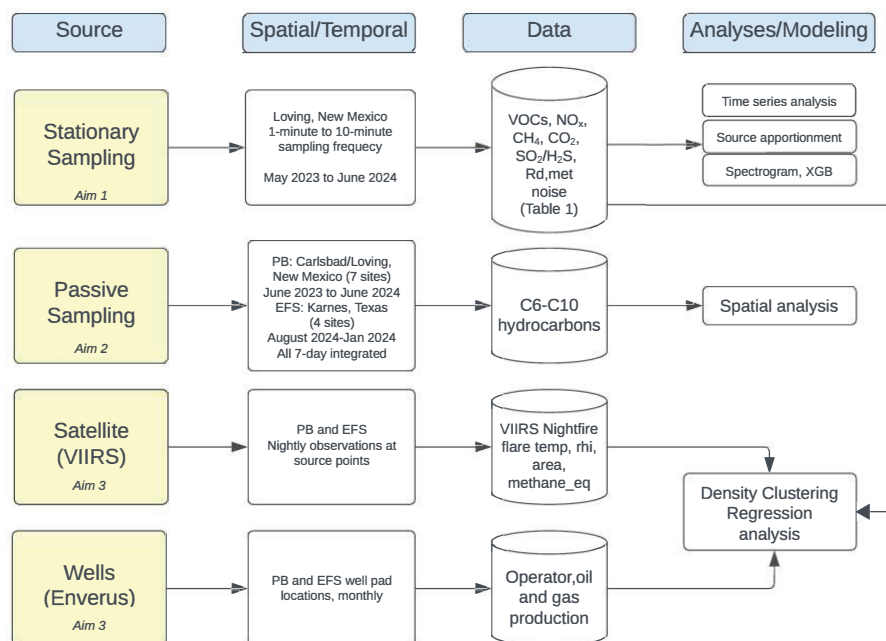 Source
Spatial/Temporal
Data
Analyses/Modeling
Stationary
Sampling
Aim 1
Loving, New Mexico
1-minute to 10-minute
sampling frequecy
May 2023 to June 2024
VOCs, NOₓ,
CH₄, CO₂,
SO₂/H₂S,
Rd,met
noise
(Table 1)
Time series analysis
Source apportionment
Spectrogram, XGB
Passive
Sampling
Aim 2
PB: Carlsbad/Loving,
New Mexico (7 sites)
June 2023 to June 2024
EFS: Karnes, Texas
(4 sites)
August 2024-Jan 2024
All 7-day integrated
C6-C10
hydrocarbons
Spatial analysis
Satellite
(VIIRS)
Aim 3
PB and EFS
Nightly observations at
source points
VIIRS Nightfire
flare temp, rhi,
area,
methane_eq
Density Clustering
Regression
analysis
Wells
(Enverus)
Aim 3
PB and EFS well pad
locations, monthly
Operator,oil
and gas
production